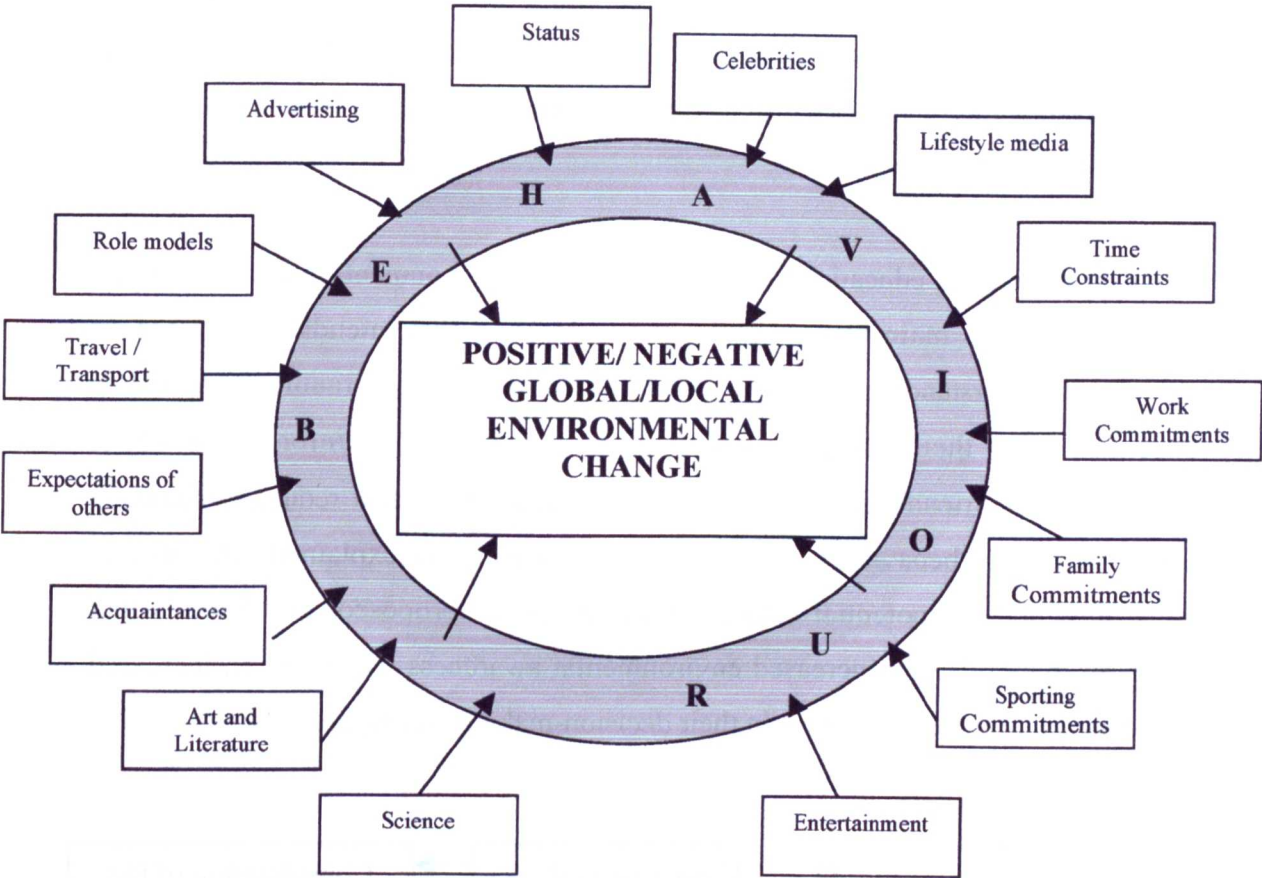 Status
Celebrities
Advertising
Lifestyle media
H
A
Role models
E
V
Time
Constraints
Travel /
Transport
POSITIVE/ NEGATIVE
GLOBAL/LOCAL
ENVIRONMENTAL
CHANGE
B
I
Work
Commitments
Expectations of
others
O
Family
Commitments
Acquaintances
U
R
Art and
Literature
Sporting
Commitments
Science
Entertainment